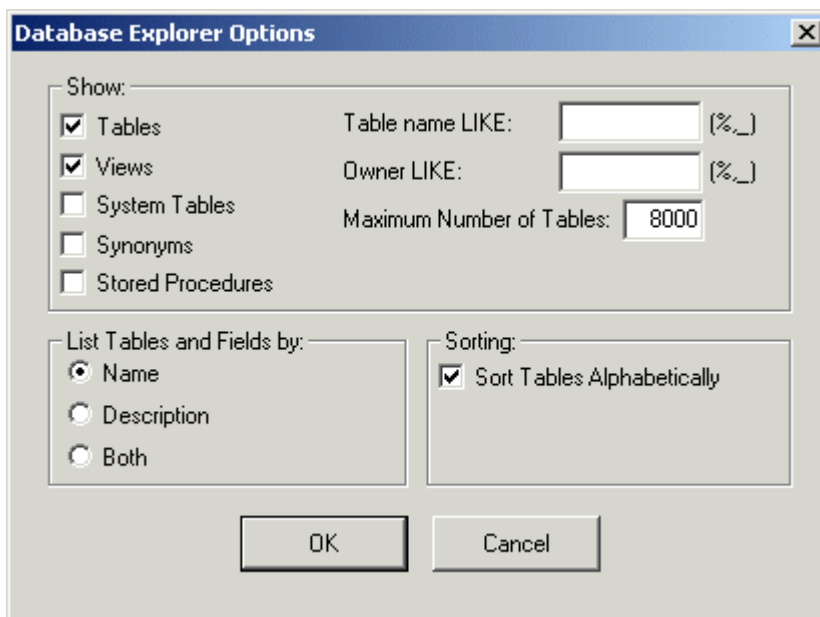 Database Explorer Options
Show:
Tables
Table name LIKE: (%,_)
Views
Owner LIKE: (%,_)
System Tables
Maximum Number of Tables: 8000
Synonyms
Stored Procedures
List Tables and Fields by:
Name
Description
Both
Sorting:
Sort Tables Alphabetically
OK
Cancel